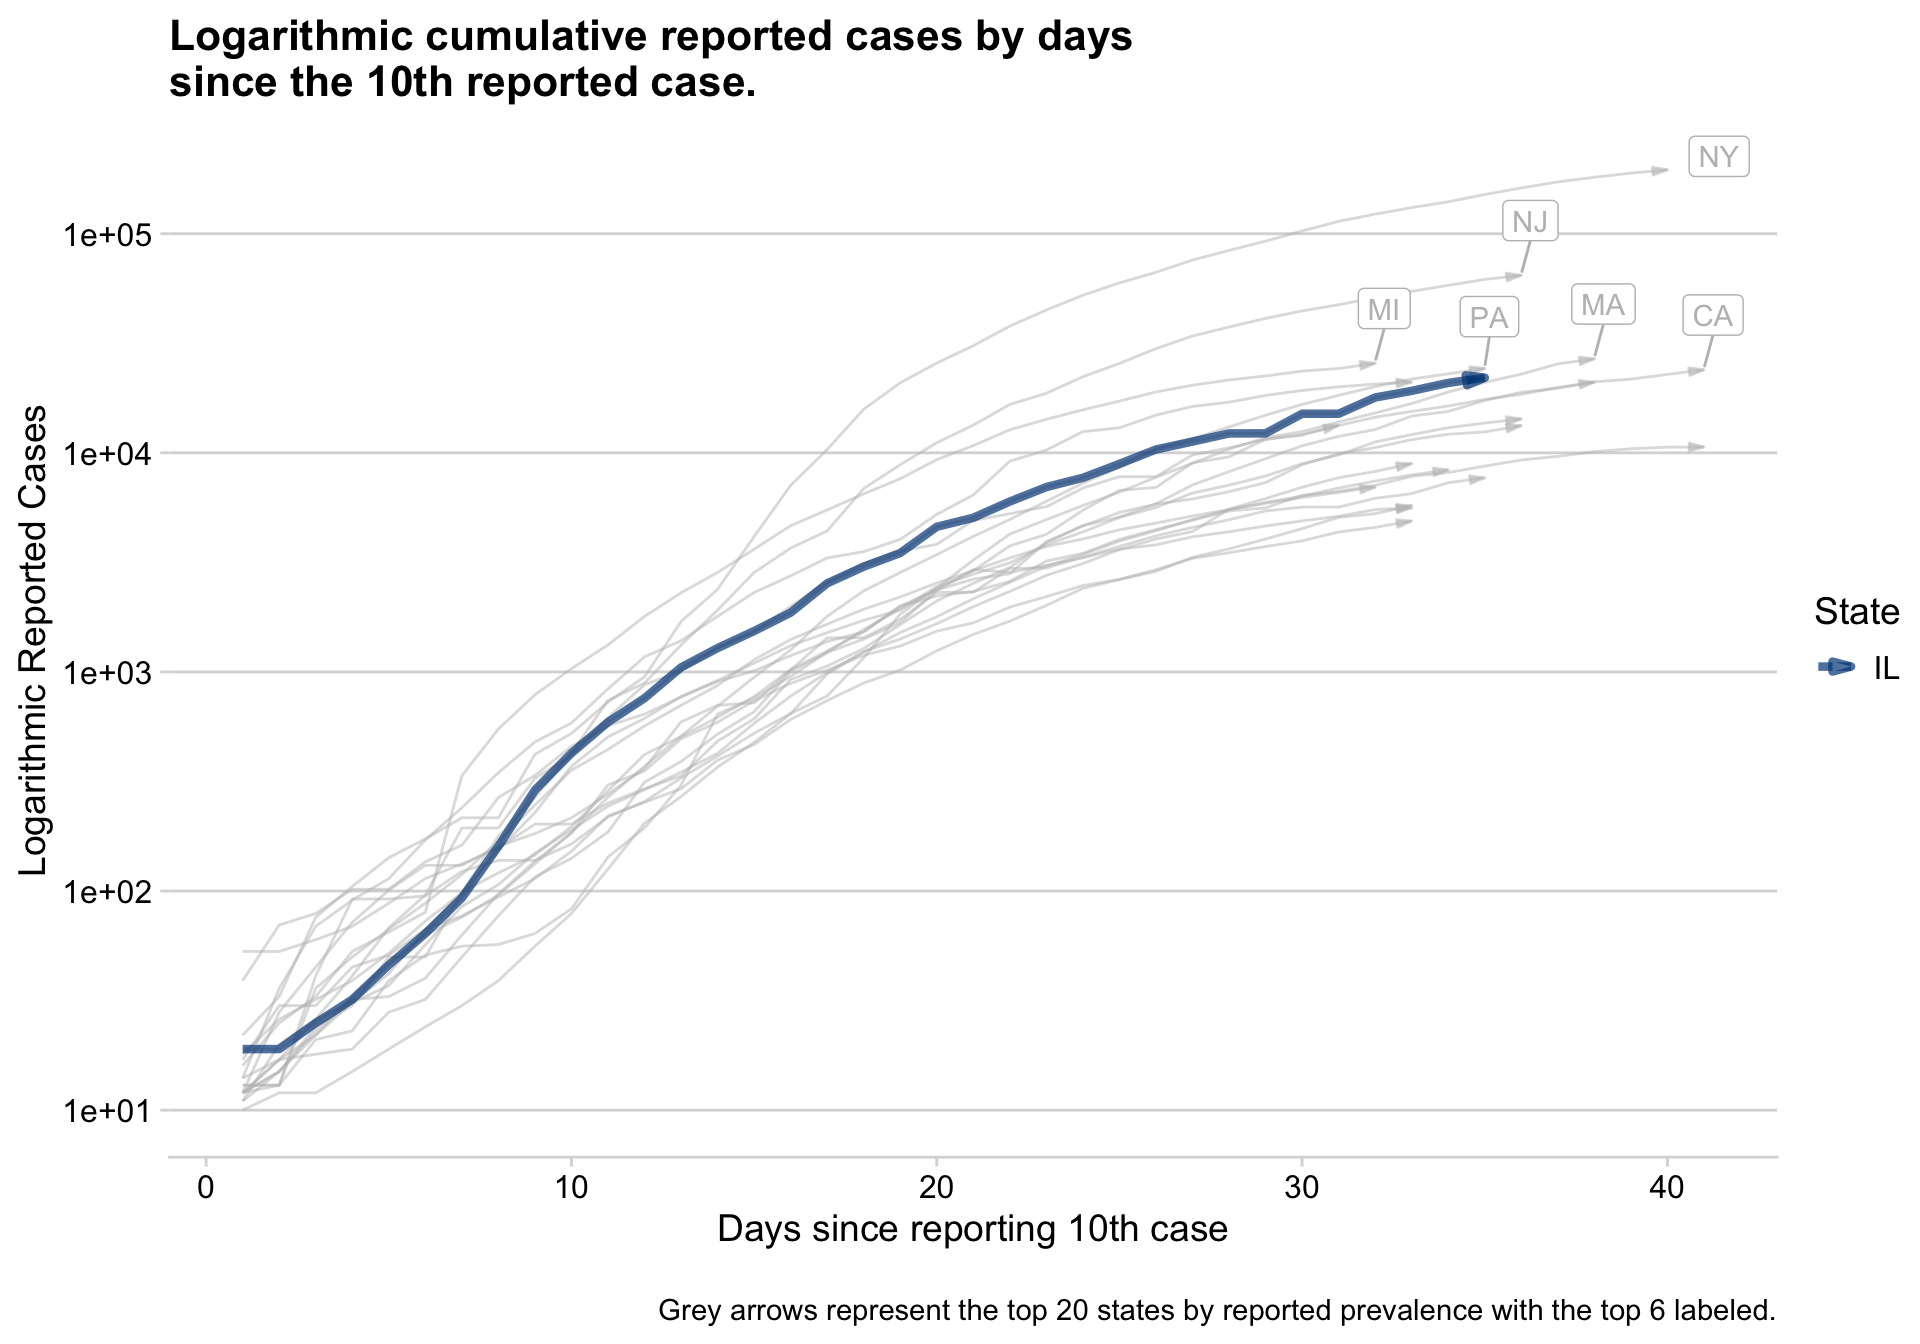 Logarithmic cumulative reported cases by days
since the 10th reported case.
NY
NJ
MI
PA
MA
CA
1e+05
1e+04
1e+03
1e+02
1e+01
Logarithmic Reported Cases
State
IL
0 10 20 30 40
Days since reporting 10th case
Grey arrows represent the top 20 states by reported prevalence with the top 6 labeled.